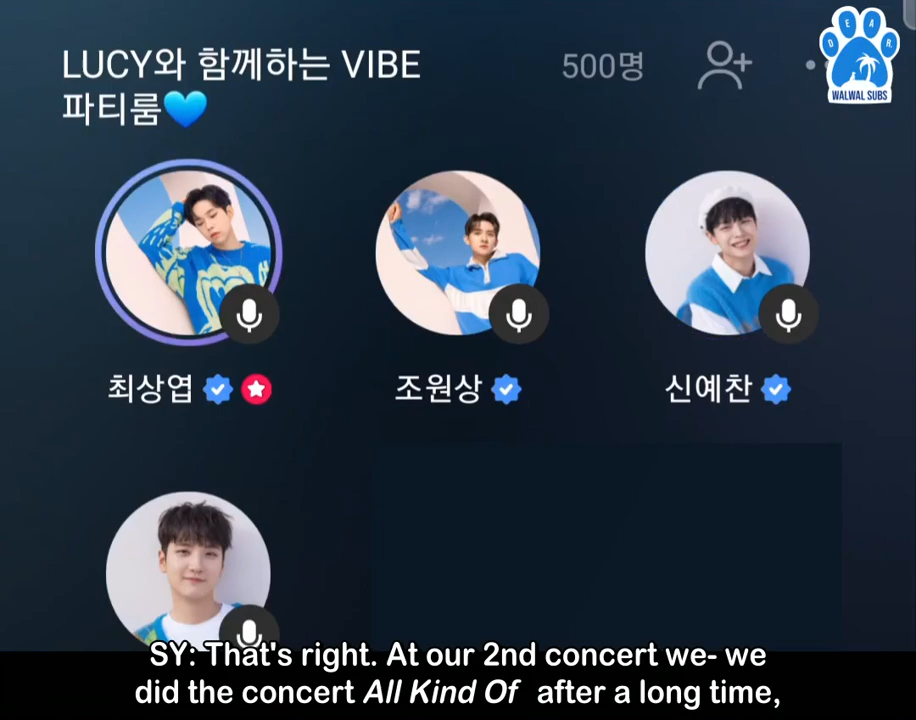 LUCY와 함께하는 VIBE
파티룸💙
500명
DEAR.
WALWAL SUBS
최상엽
조원상
신예찬
SY: That's right. At our 2nd concert we- we
did the concert All Kind Of after a long time,